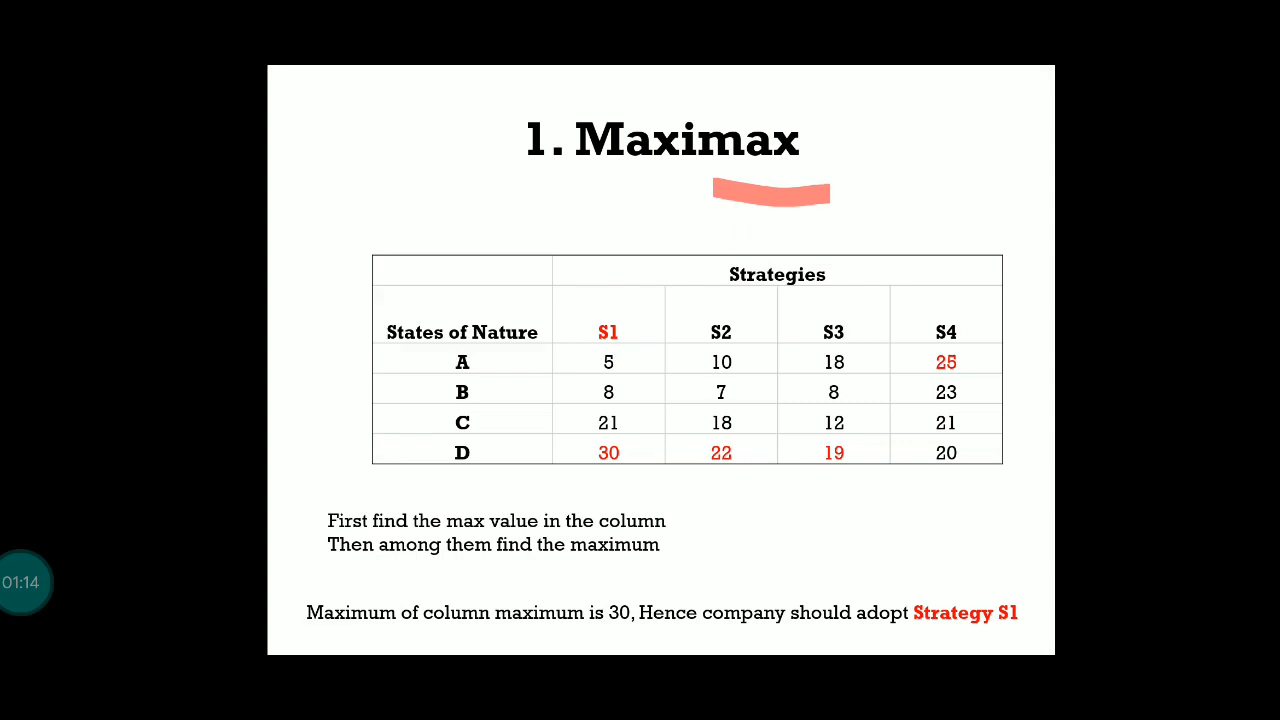 1. Maximax
Strategies
States of Nature S1 S2 S3 S4
A 5 10 18 25
B 8 7 8 23
C 21 18 12 21
D 30 22 19 20
First find the max value in the column
Then among them find the maximum
Maximum of column maximum is 30, Hence company should adopt Strategy S1
01:14